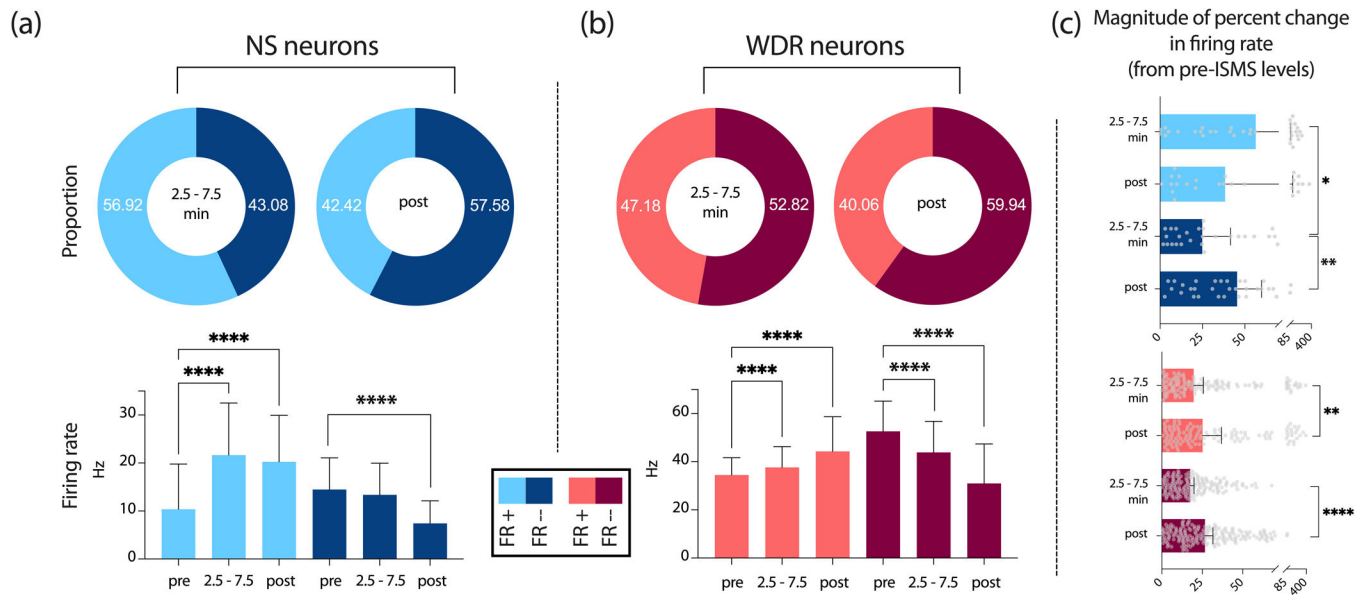 (a)
NS neurons
Proportion
56.92
2.5 - 7.5
min
43.08
42.42
post
57.58
Firing rate
Hz
30
20
10
0
****
****
****
pre
2.5 - 7.5
post
pre
2.5 - 7.5
post
FR +
FR --
FR +
FR --
(b)
WDR neurons
47.18
2.5 - 7.5
min
52.82
40.06
post
59.94
Hz
60
40
20
0
****
****
****
****
pre
2.5 - 7.5
post
pre
2.5 - 7.5
post
(c)
Magnitude of percent change
in firing rate
(from pre-ISMS levels)
2.5 - 7.5
min
post
2.5 - 7.5
min
post
*
**
0
50
85
400
2.5 - 7.5
min
post
2.5 - 7.5
min
post
**
****
0
25
50
85
400